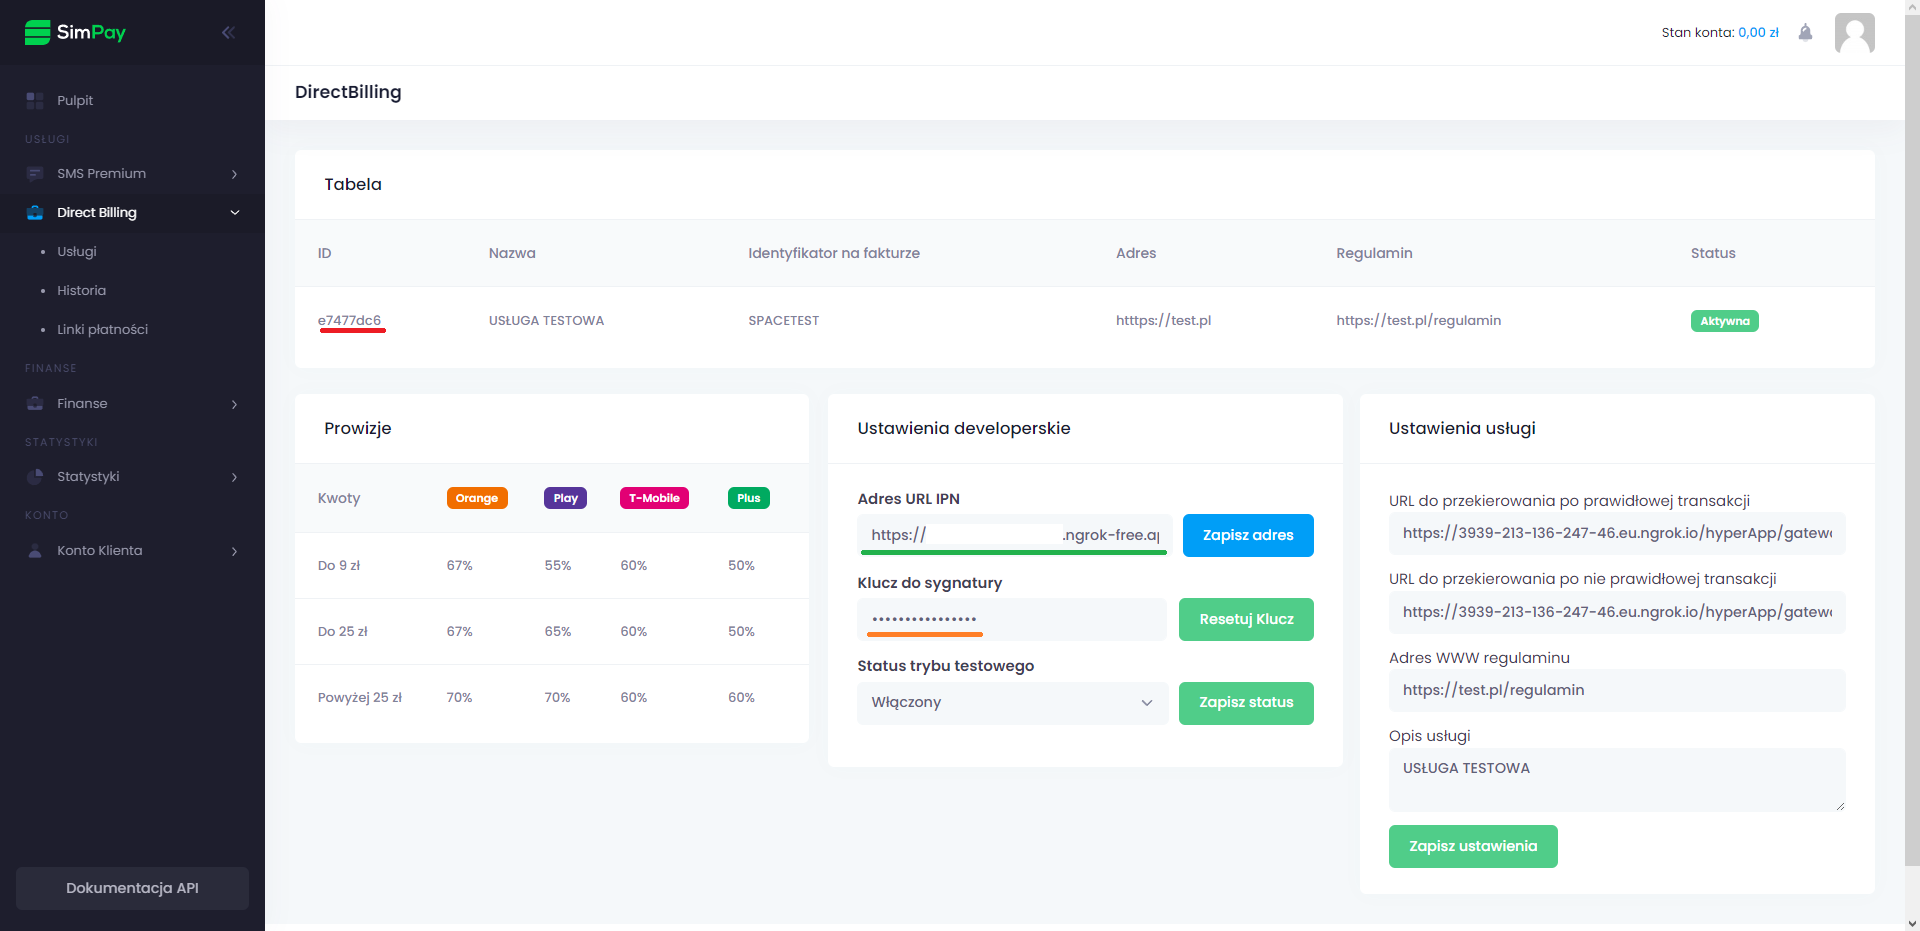 SimPay
Stan konta: 0,00 zł
Pulpit
USŁUGI
SMS Premium
Direct Billing
Usługi
Historia
Linki płatności
FINANSE
Finanse
STATYSTYKI
Statystyki
KONTO
Konto Klienta
Dokumentacja API
DirectBilling
Tabela
ID Nazwa Identyfikator na fakturze Adres Regulamin Status
e7477dc6 USŁUGA TESTOWA SPACETEST htttps://test.pl https://test.pl/regulamin Aktywna
Prowizje
Kwoty Orange Play T-Mobile Plus
Do 9 zł 67% 55% 60% 50%
Do 25 zł 67% 65% 60% 50%
Powyżej 25 zł 70% 70% 60% 60%
Ustawienia developerskie
Adres URL IPN
https:// .ngrok-free.ap
Zapisz adres
Klucz do sygnatury
••••••••••••••••
Resetuj Klucz
Status trybu testowego
Włączony
Zapisz status
Ustawienia usługi
URL do przekierowania po prawidłowej transakcji
https://3939-213-136-247-46.eu.ngrok.io/hyperApp/gatew
URL do przekierowania po nie prawidłowej transakcji
https://3939-213-136-247-46.eu.ngrok.io/hyperApp/gatew
Adres WWW regulaminu
https://test.pl/regulamin
Opis usługi
USŁUGA TESTOWA
Zapisz ustawienia